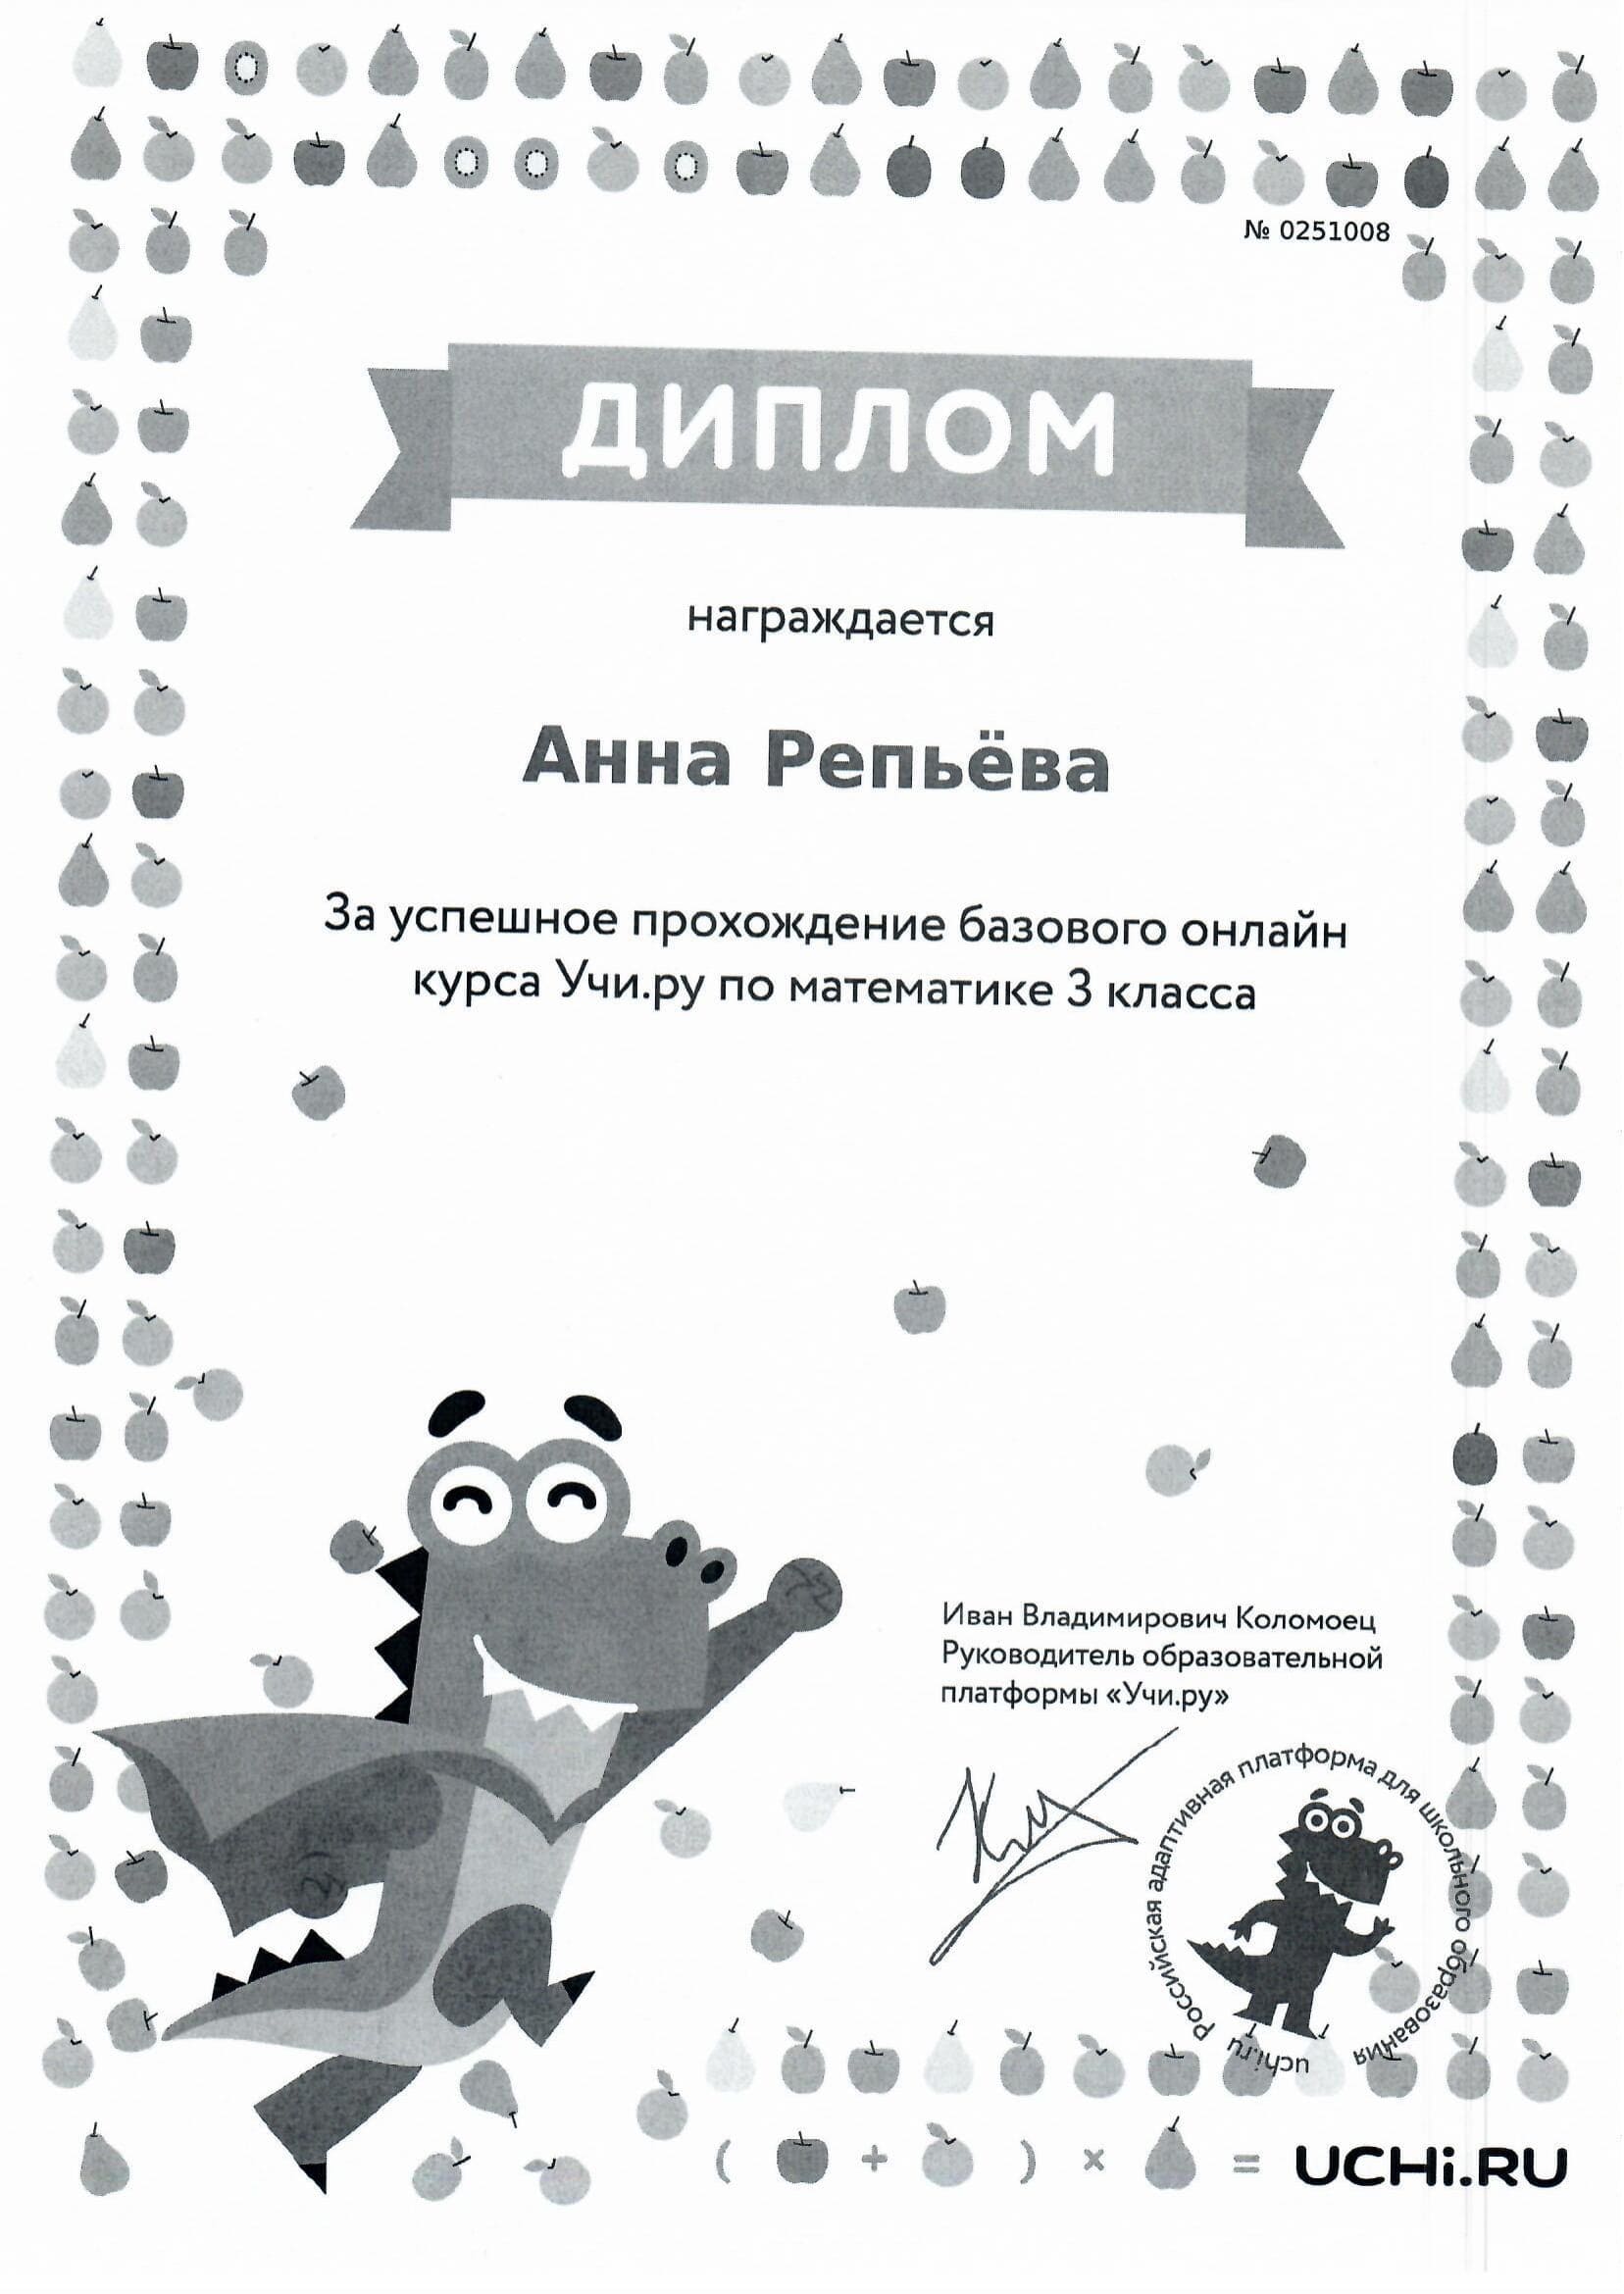 № 0251008
ДИПЛОМ
награждается
Анна Репьёва
За успешное прохождение базового онлайн
курса Учи.ру по математике 3 класса
Иван Владимирович Коломоец
Руководитель образовательной
платформы «Учи.ру»
Российская адаптивная платформа для школьного образования
uchi.ru
( + ) × = UCHi.RU